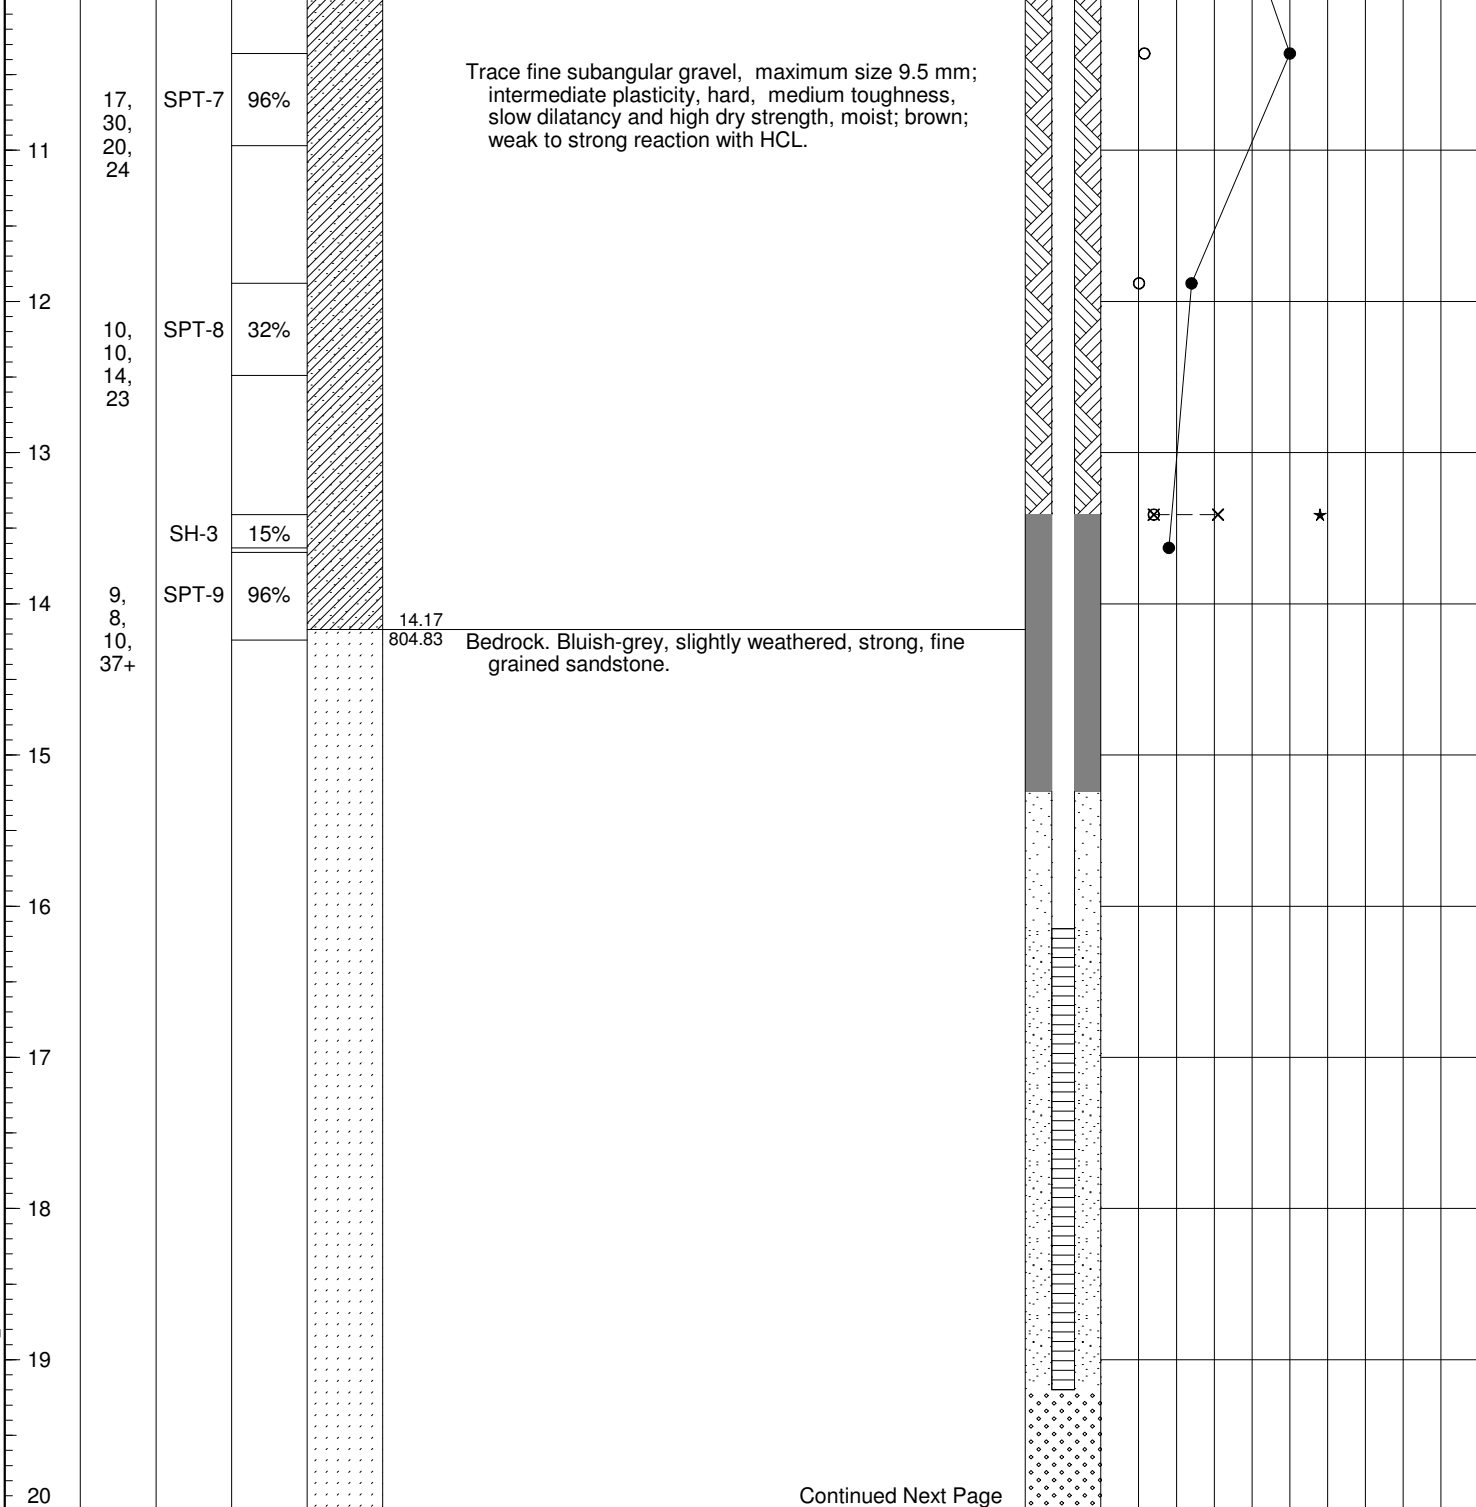 Trace fine subangular gravel, maximum size 9.5 mm;
intermediate plasticity, hard, medium toughness,
slow dilatancy and high dry strength, moist; brown;
weak to strong reaction with HCL.
17,
30,
20,
24
SPT-7
96%
11
12
10,
10,
14,
23
SPT-8
32%
13
SH-3
15%
9,
8,
10,
37+
SPT-9
96%
14
14.17
804.83
Bedrock. Bluish-grey, slightly weathered, strong, fine
grained sandstone.
15
16
17
18
19
20
Continued Next Page